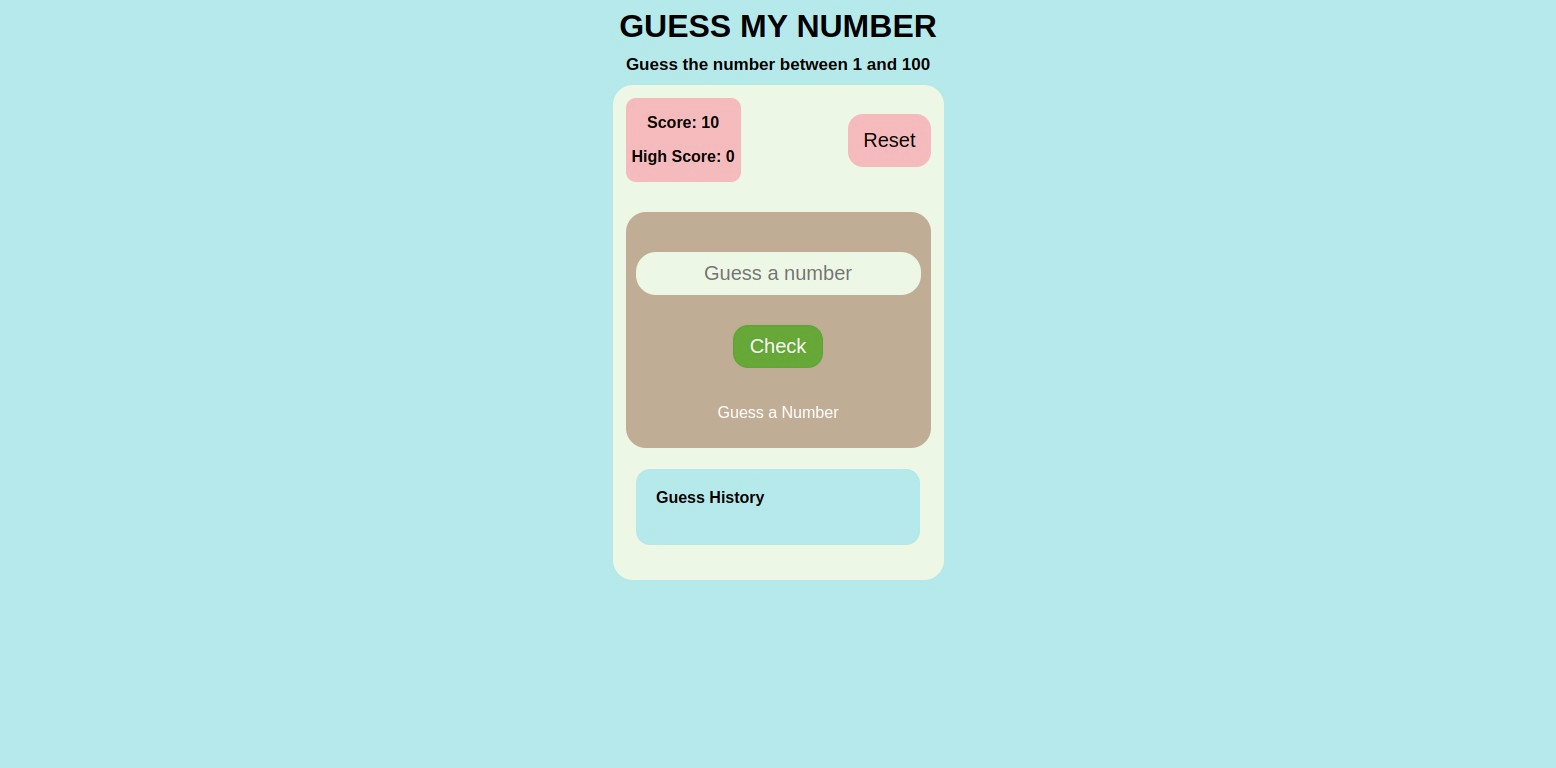 GUESS MY NUMBER
Guess the number between 1 and 100
Score: 10
High Score: 0
Reset
Guess a number
Check
Guess a Number
Guess History